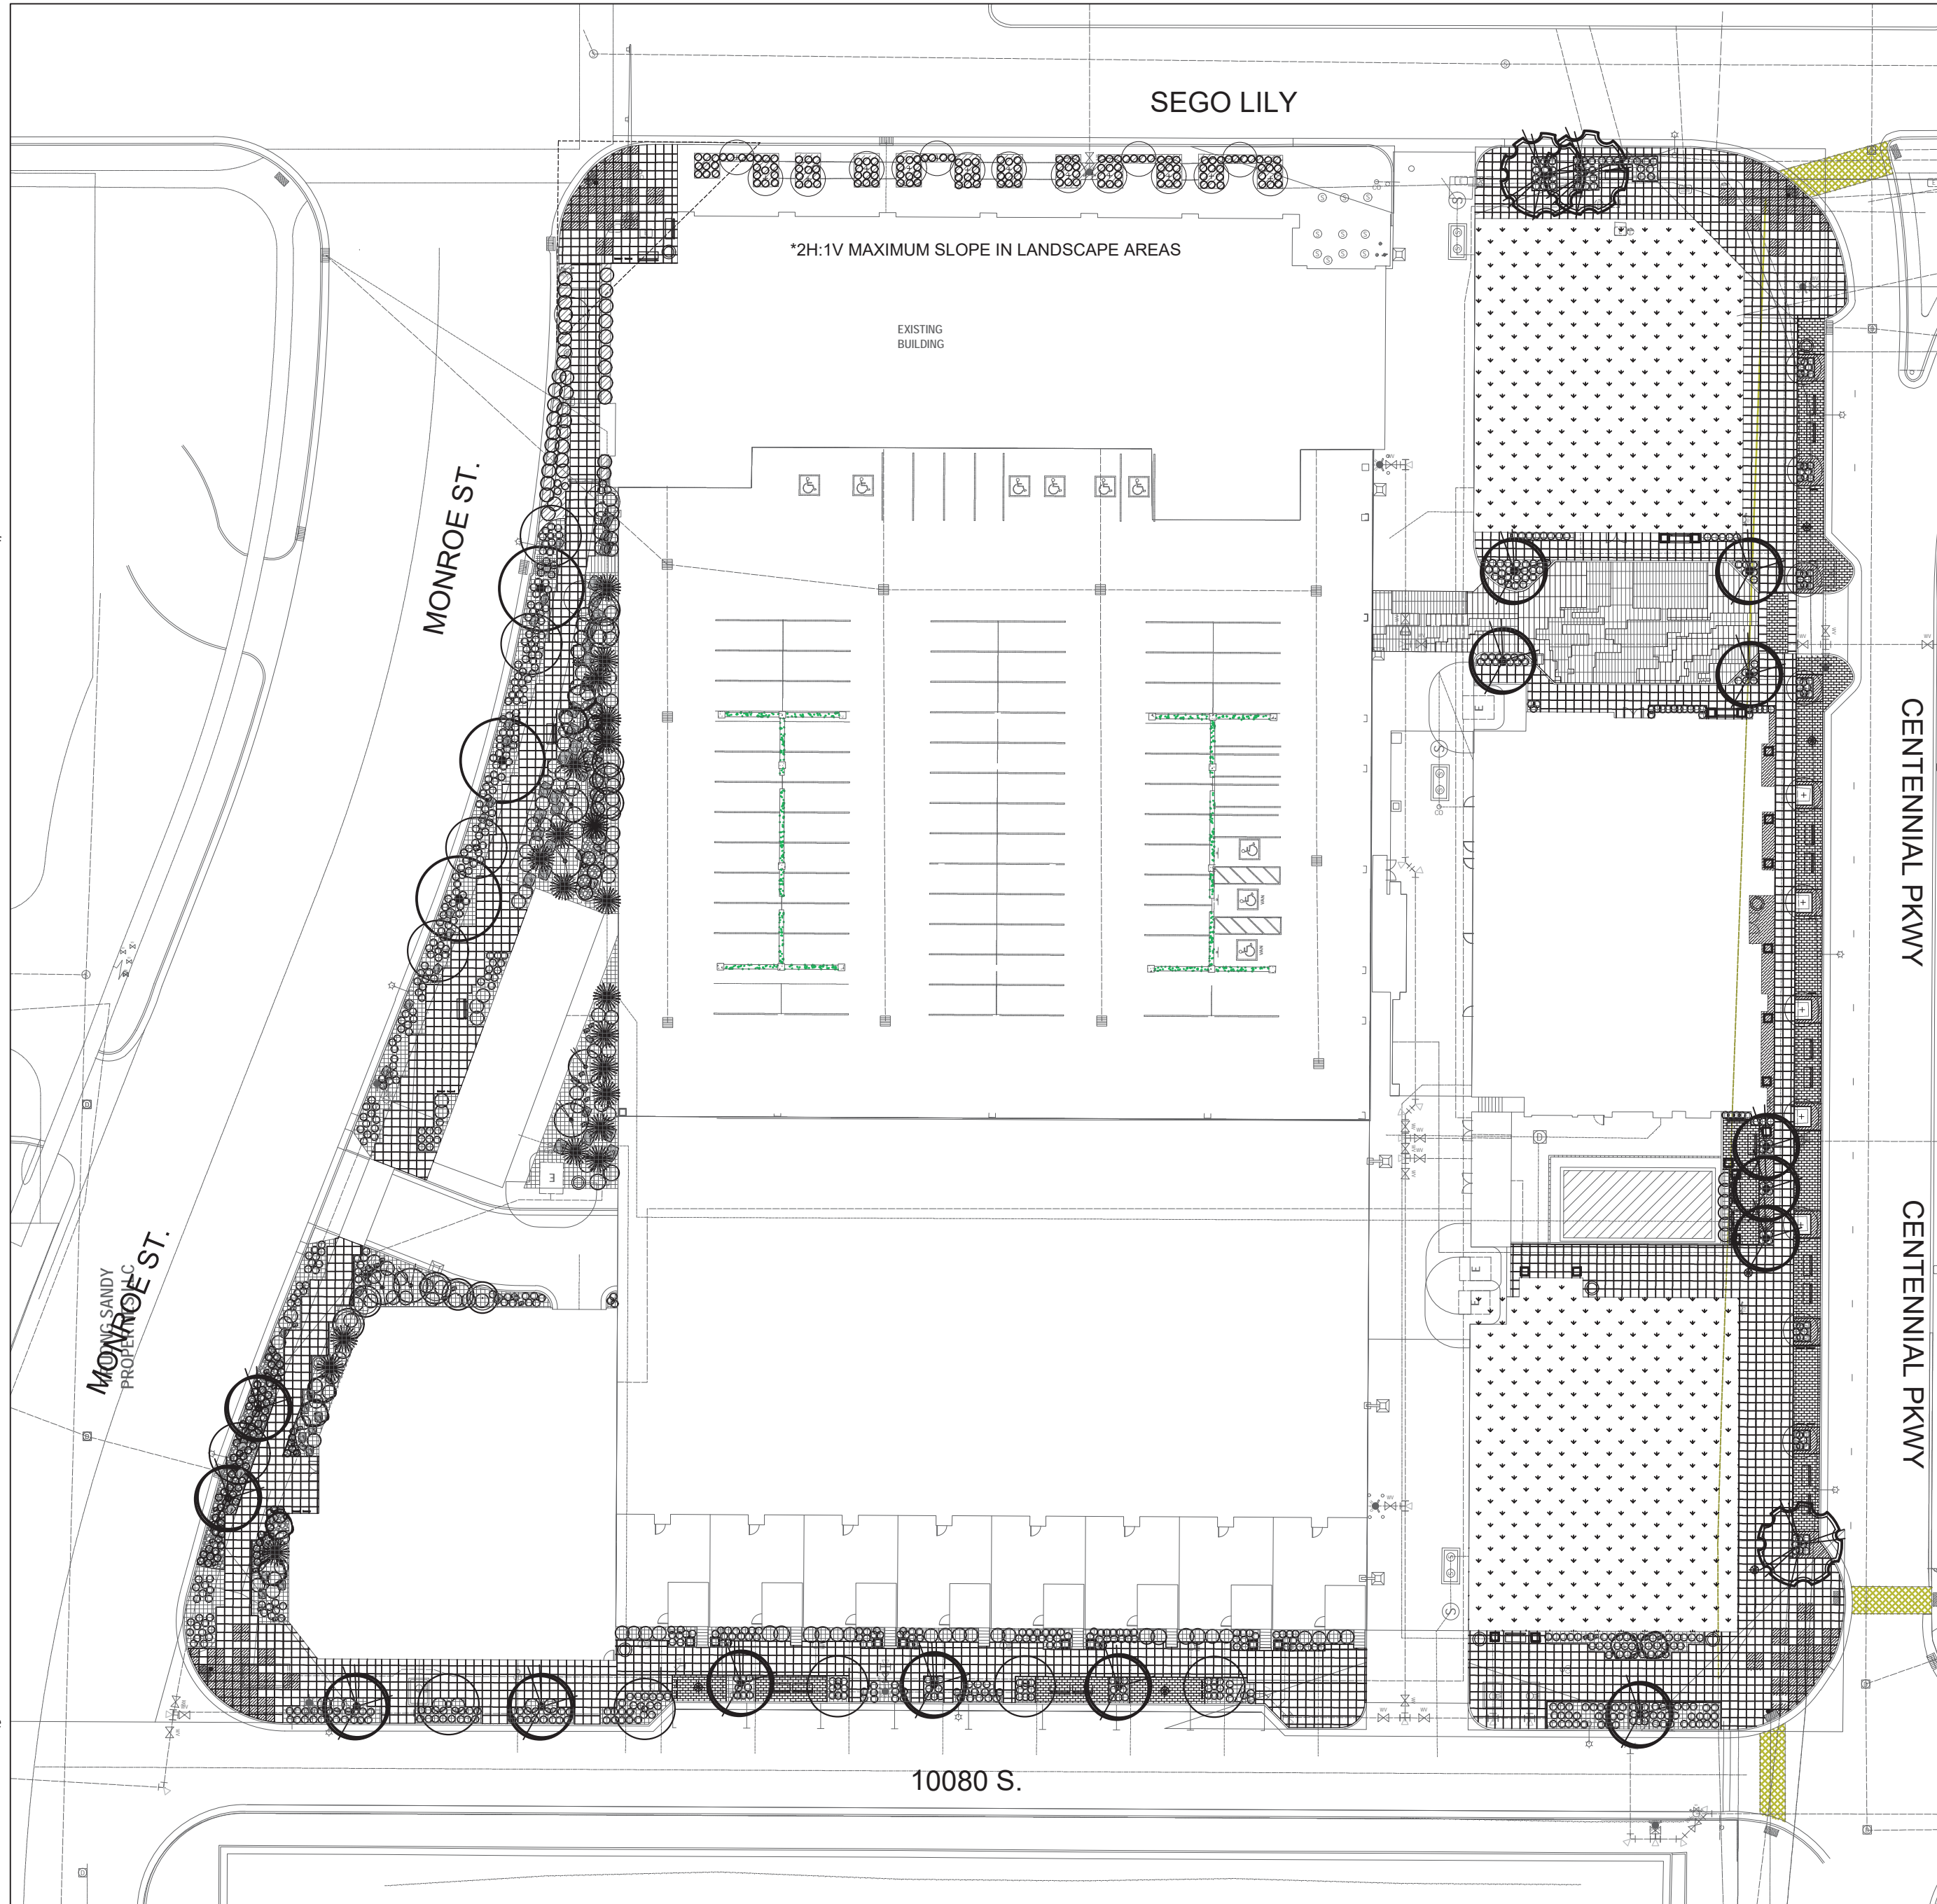 SEGO LILY
*2H:1V MAXIMUM SLOPE IN LANDSCAPE AREAS
EXISTING
BUILDING
MONROE ST.
CENTENNIAL PKWY
CENTENNIAL PKWY
MONROE ST.
SANDY
10080 S.